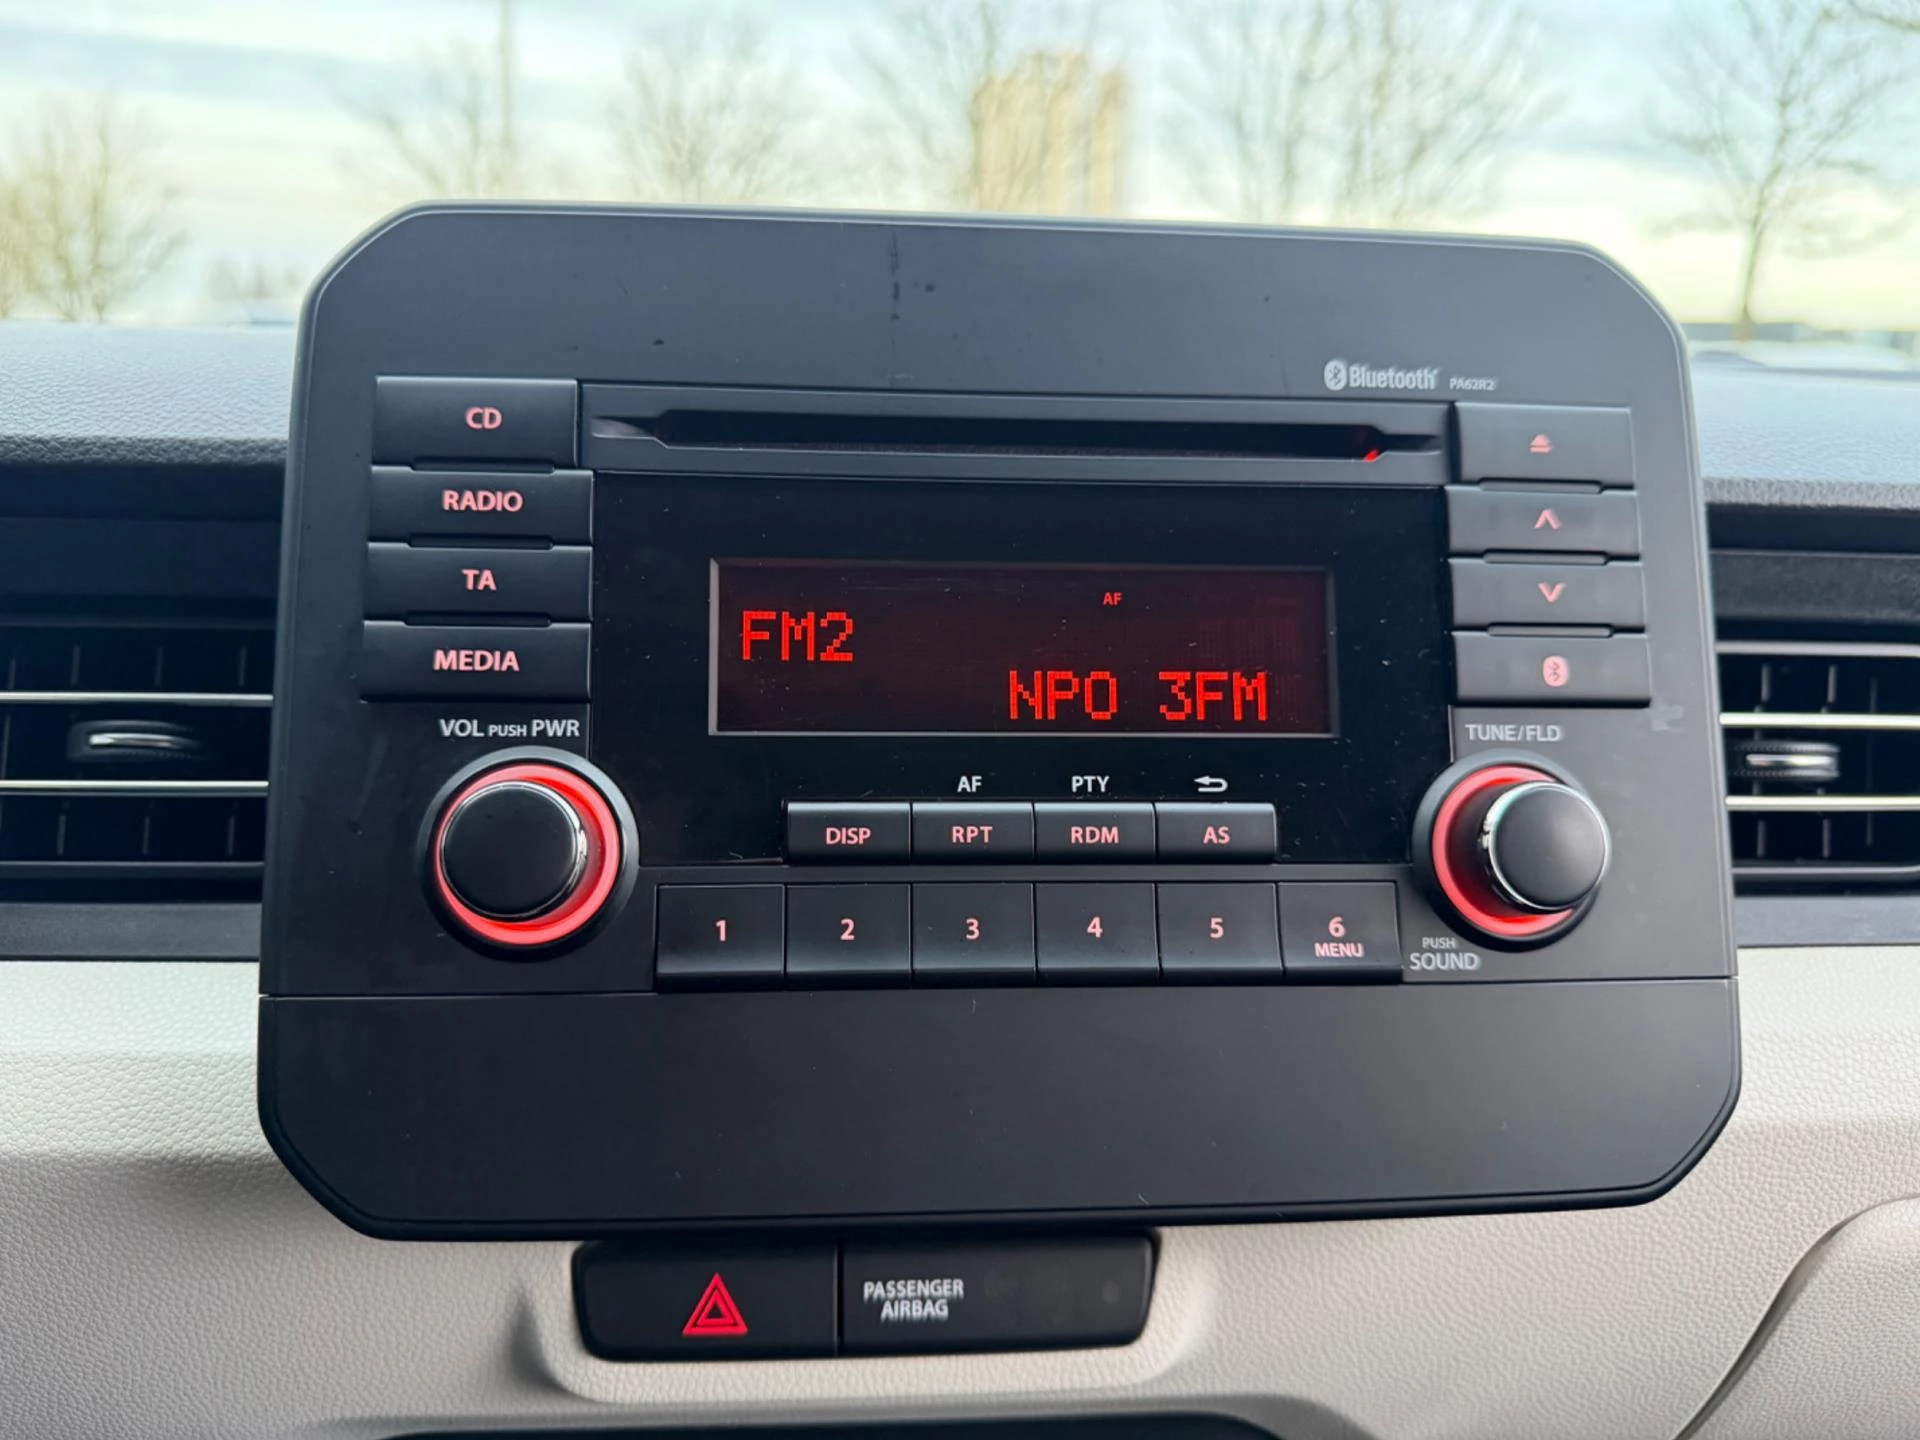 Bluetooth® PA62R2
CD
RADIO
TA
MEDIA
AF
FM2
NPO 3FM
VOL PUSH PWR
TUNE/FLD
AF PTY
DISP RPT RDM AS
1 2 3 4 5 6
MENU
PUSH
SOUND
PASSENGER
AIRBAG